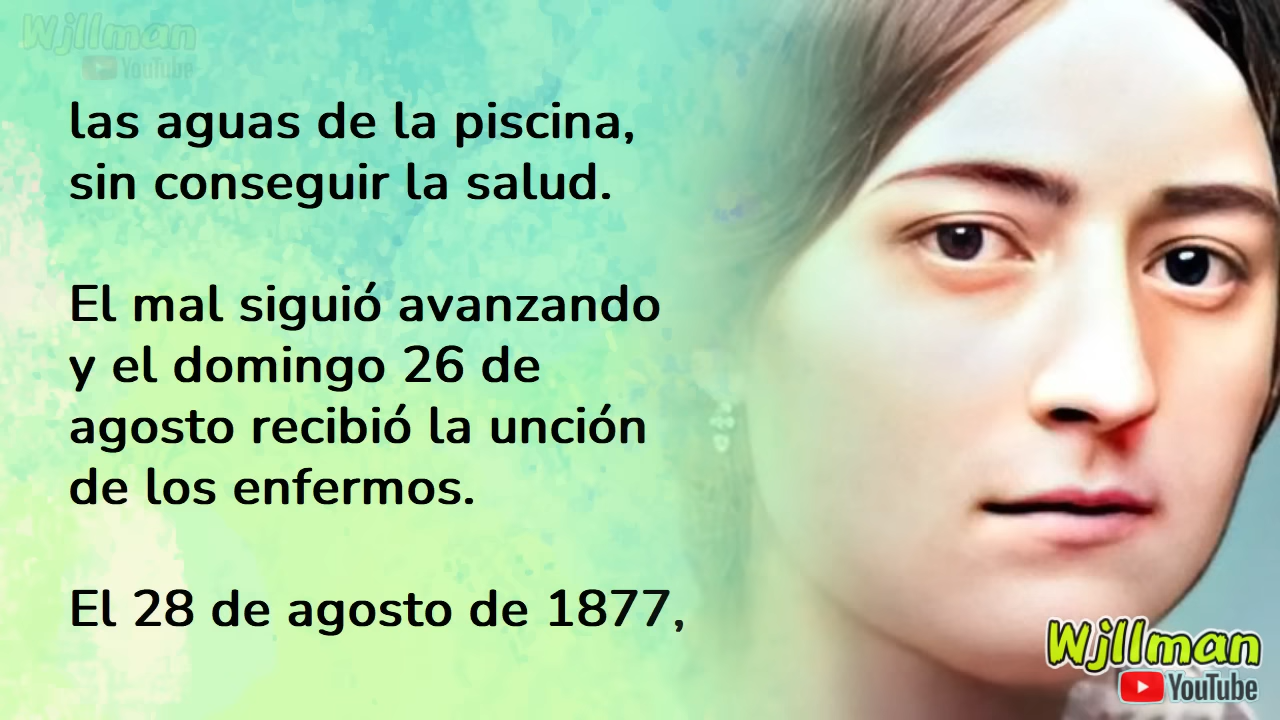 Wjllman
YouTube
las aguas de la piscina,
sin conseguir la salud.
El mal siguió avanzando
y el domingo 26 de
agosto recibió la unción
de los enfermos.
El 28 de agosto de 1877,
Wjllman
YouTube